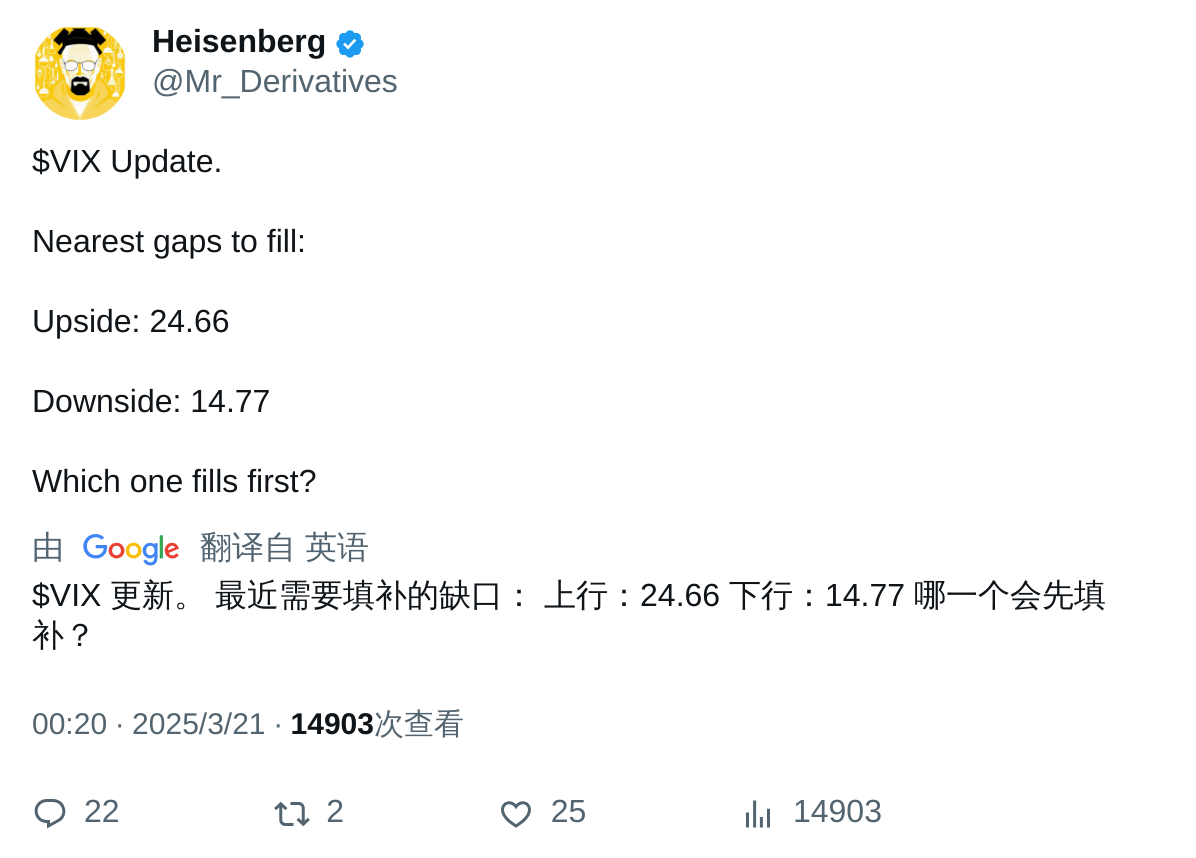 Heisenberg
@Mr_Derivatives
$VIX Update.
Nearest gaps to fill:
Upside: 24.66
Downside: 14.77
Which one fills first?
由 Google 翻译自 英语
$VIX 更新。 最近需要填补的缺口： 上行：24.66 下行：14.77 哪一个会先填
补？
00:20 · 2025/3/21 · 14903次查看
22 2 25 14903